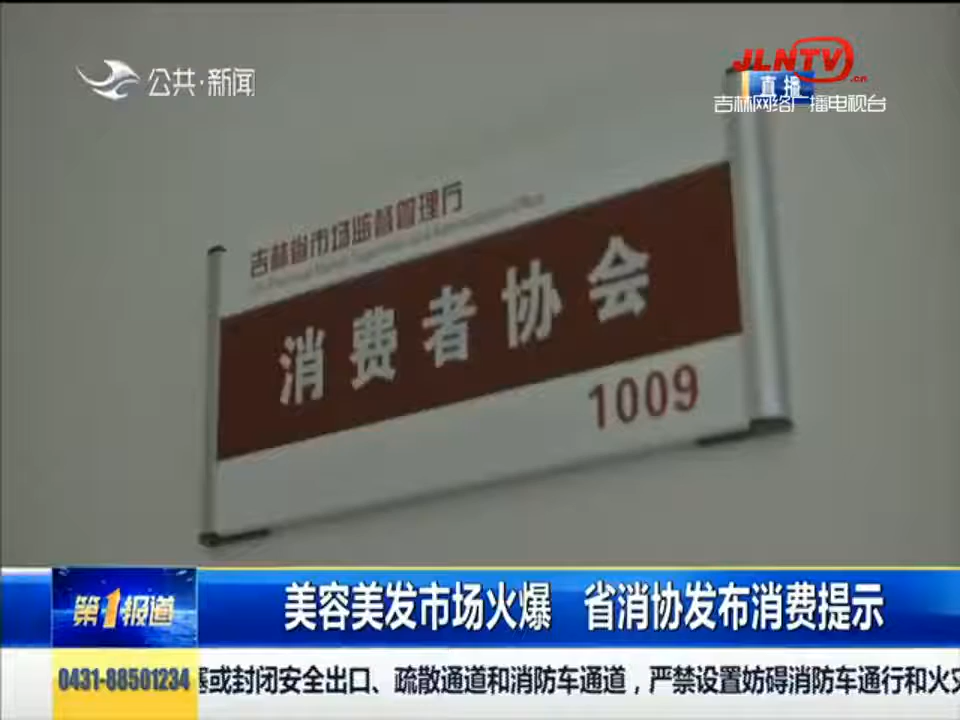 公共·新闻
JLNTV.cn
直播
吉林网络广播电视台
吉林省市场监督管理厅
消费者协会
1009
第1报道
美容美发市场火爆 省消协发布消费提示
0431-88501234
塞或封闭安全出口、疏散通道和消防车通道，严禁设置妨碍消防车通行和火灾